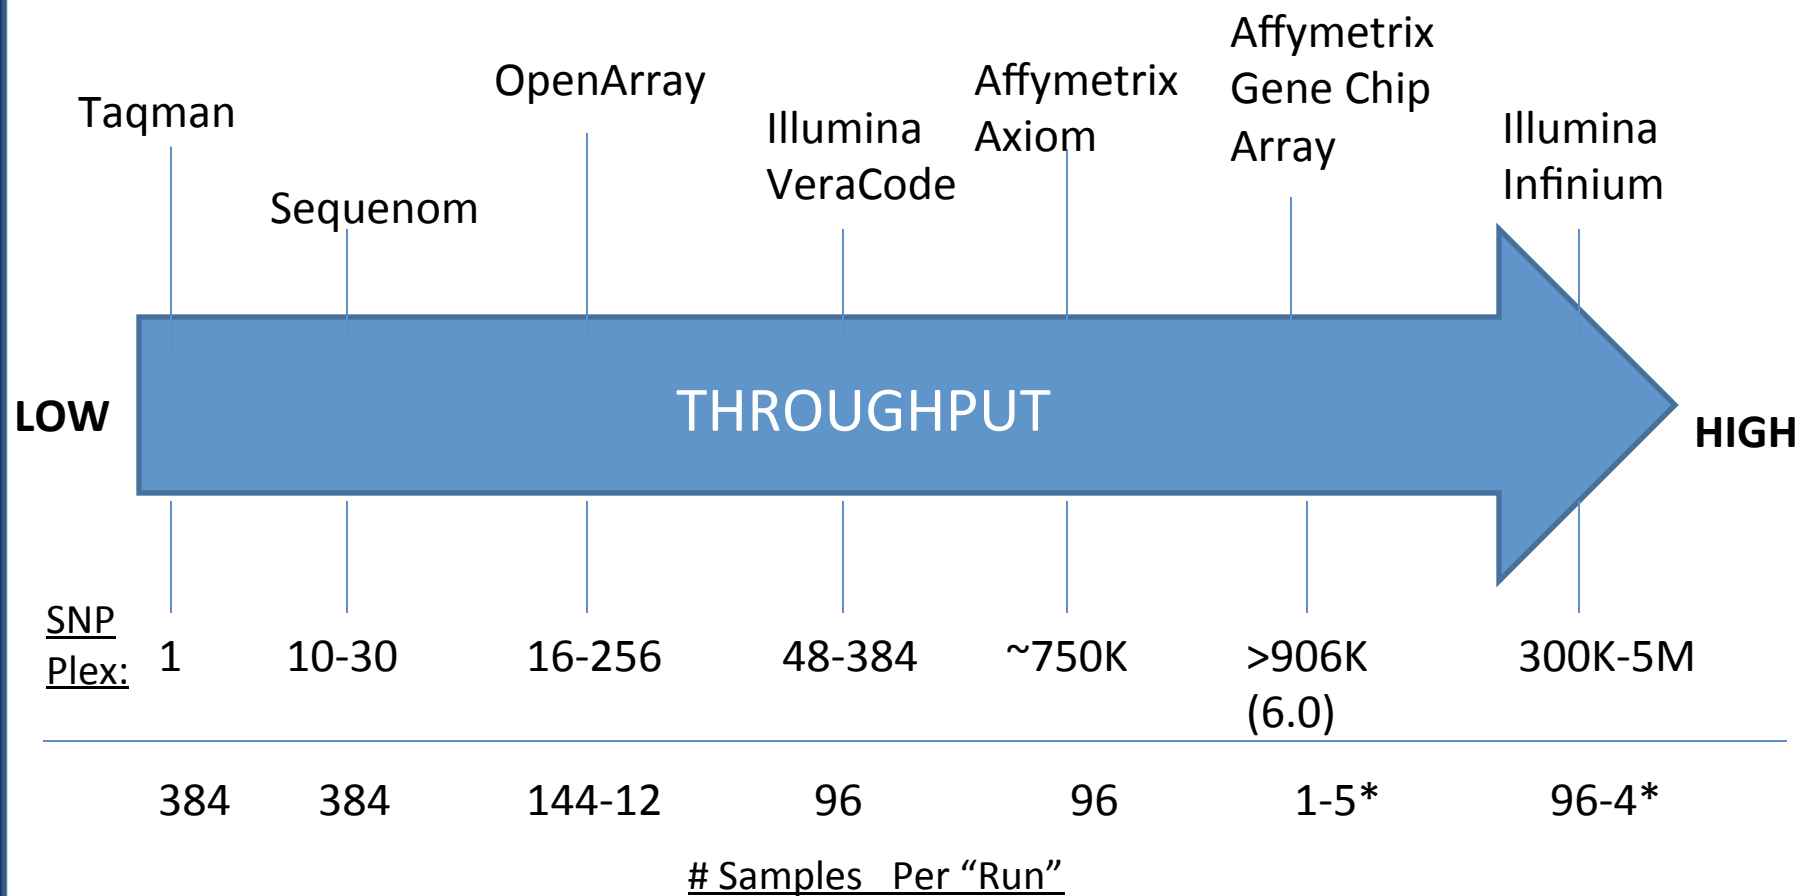 Taqman
Sequenom
OpenArray
Illumina
VeraCode
Affymetrix
Axiom
Affymetrix
Gene Chip
Array
Illumina
Infinium
LOW
THROUGHPUT
HIGH
SNP
Plex:
1
10-30
16-256
48-384
~750K
>906K
(6.0)
300K-5M
384
384
144-12
96
96
1-5*
96-4*
# Samples Per “Run”